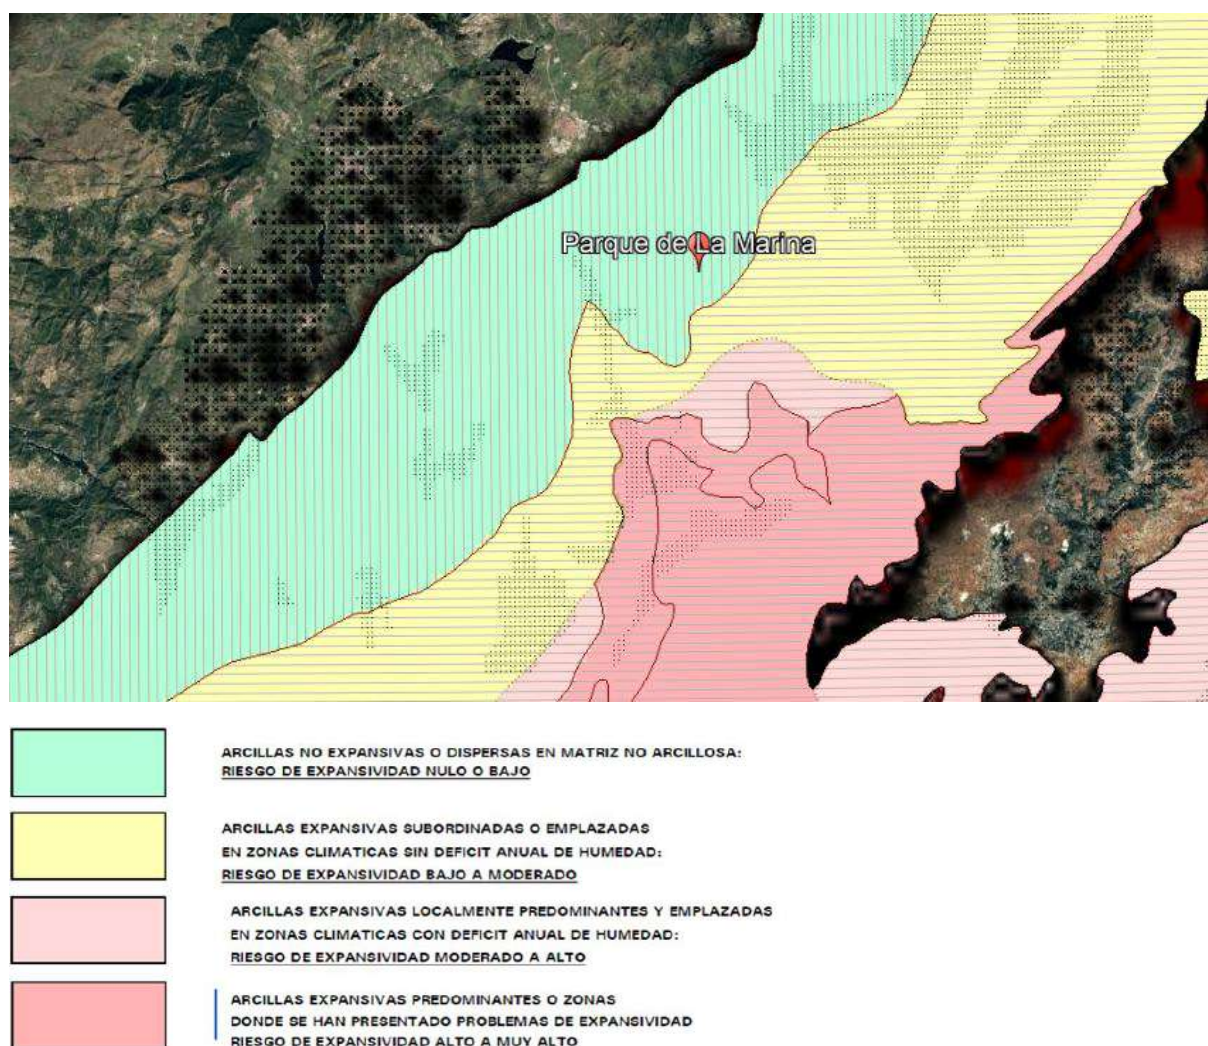 Parque de La Marina
ARCILLAS NO EXPANSIVAS O DISPERSAS EN MATRIZ NO ARCILLOSA:
RIESGO DE EXPANSIVIDAD NULO O BAJO
ARCILLAS EXPANSIVAS SUBORDINADAS O EMPLAZADAS
EN ZONAS CLIMATICAS SIN DEFICIT ANUAL DE HUMEDAD:
RIESGO DE EXPANSIVIDAD BAJO A MODERADO
ARCILLAS EXPANSIVAS LOCALMENTE PREDOMINANTES Y EMPLAZADAS
EN ZONAS CLIMATICAS CON DEFICIT ANUAL DE HUMEDAD:
RIESGO DE EXPANSIVIDAD MODERADO A ALTO
ARCILLAS EXPANSIVAS PREDOMINANTES O ZONAS
DONDE SE HAN PRESENTADO PROBLEMAS DE EXPANSIVIDAD
RIESGO DE EXPANSIVIDAD ALTO A MUY ALTO